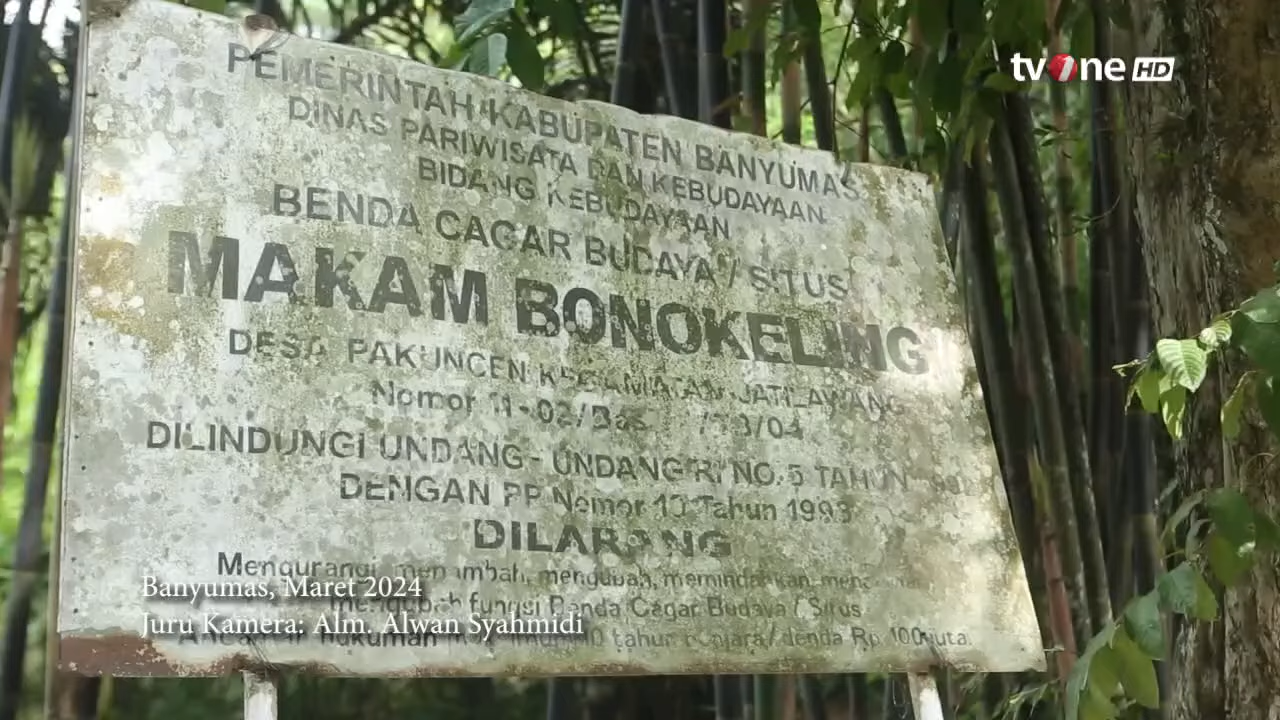 tvOne HD
PEMERINTAH KABUPATEN BANYUMAS
DINAS PARIWISATA DAN KEBUDAYAAN
BIDANG KEBUDAYAAN
BENDA CAGAR BUDAYA / SITUS
MAKAM BONOKELING
DESA PAKUNCEN KECAMATAN JATILAWANG
Nomor 11-02/Bas /04
DILINDUNGI UNDANG - UNDANG RI NO.5 TAHUN
DENGAN PP Nomor 10 Tahun 1993
DILARANG
Mengurangi, menambah, mengubah, memindahkan,
fungsi Benda Cagar Budaya / Situs
hukuman 10 tahun penjara / denda Rp. 100 juta.
Banyumas, Maret 2024
Juru Kamera: Alm. Alwan Syahmidi